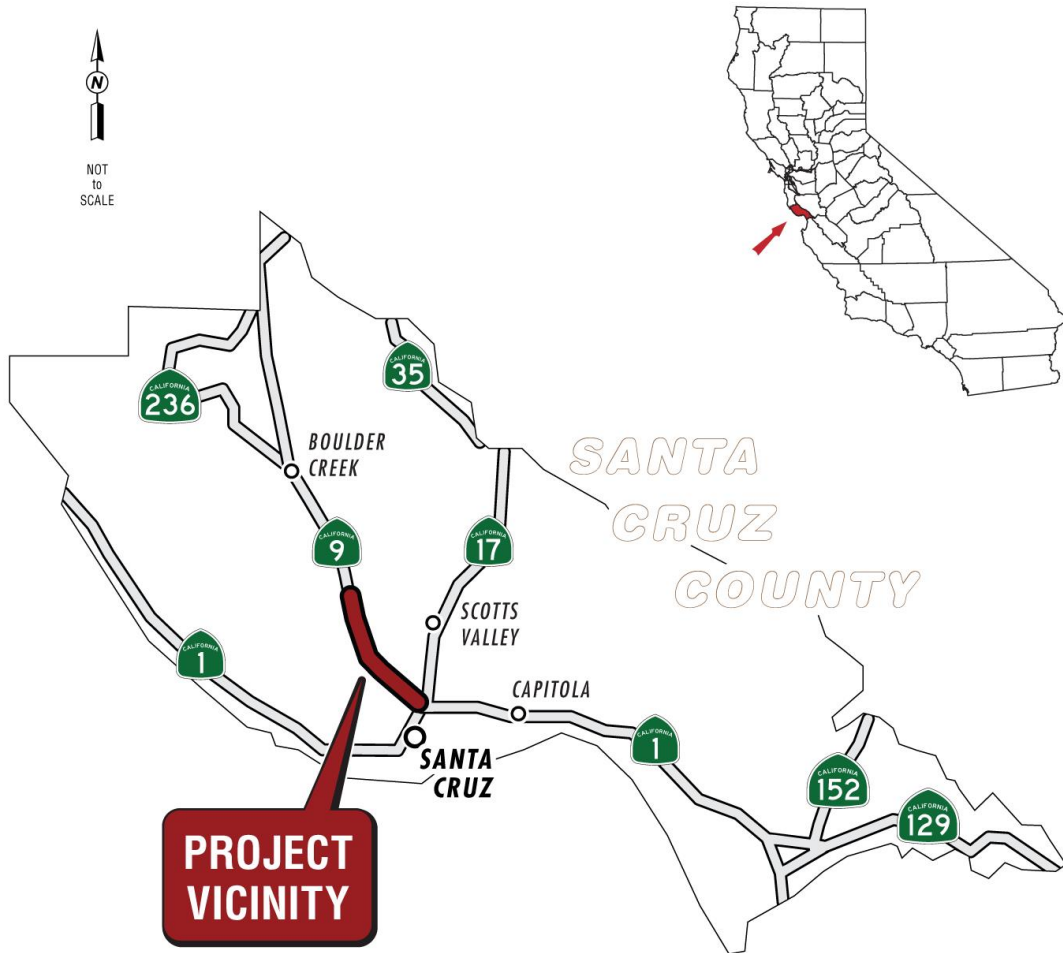 N
NOT
to
SCALE
CALIFORNIA
35
CALIFORNIA
236
BOULDER
CREEK
SANTA
CRUZ
COUNTY
CALIFORNIA
9
CALIFORNIA
17
SCOTTS
VALLEY
CALIFORNIA
1
CAPITOLA
SANTA
CRUZ
CALIFORNIA
1
CALIFORNIA
152
CALIFORNIA
129
PROJECT
VICINITY